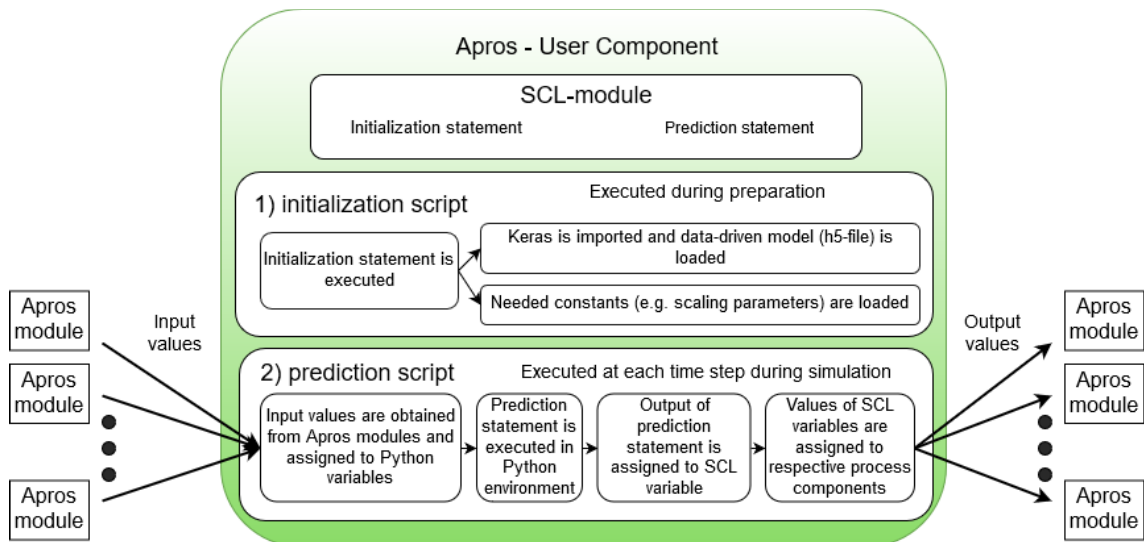 Apros - User Component
SCL-module
Initialization statement
Prediction statement
1) initialization script
Executed during preparation
Initialization statement is
executed
Keras is imported and data-driven model (h5-file) is
loaded
Needed constants (e.g. scaling parameters) are loaded
Apros
module
Apros
module
Apros
module
Input
values
2) prediction script
Executed at each time step during simulation
Input values are obtained
from Apros modules and
assigned to Python
variables
Prediction
statement is
executed in
Python
environment
Output of
prediction
statement is
assigned to SCL
variable
Values of SCL
variables are
assigned to
respective process
components
Output
values
Apros
module
Apros
module
Apros
module